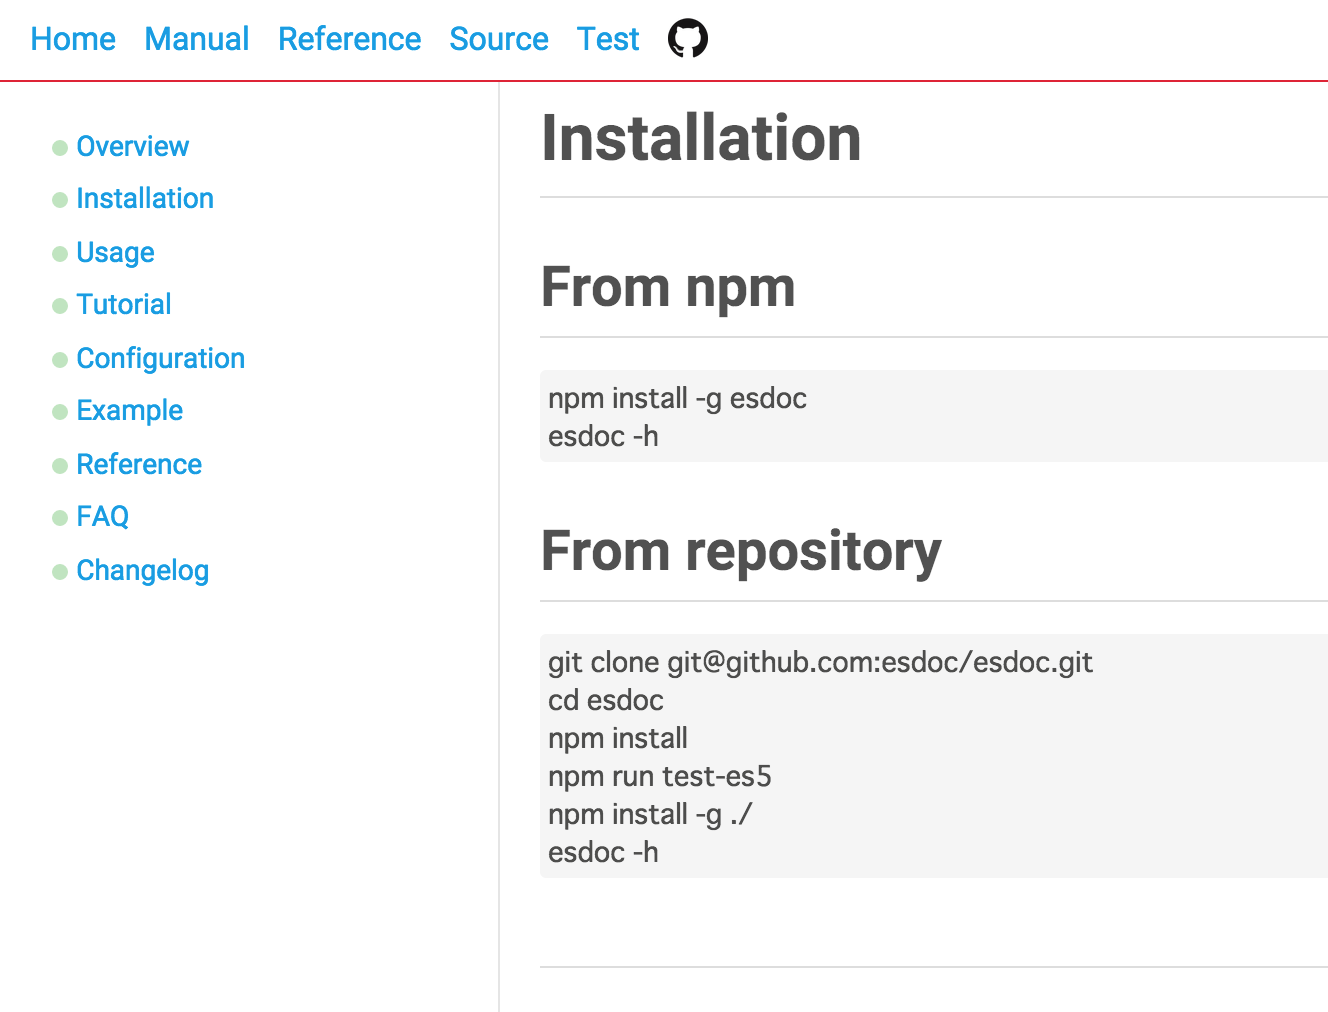 Home Manual Reference Source Test
Overview
Installation
Usage
Tutorial
Configuration
Example
Reference
FAQ
Changelog
Installation
From npm
npm install -g esdoc
esdoc -h
From repository
git clone git@github.com:esdoc/esdoc.git
cd esdoc
npm install
npm run test-es5
npm install -g ./
esdoc -h